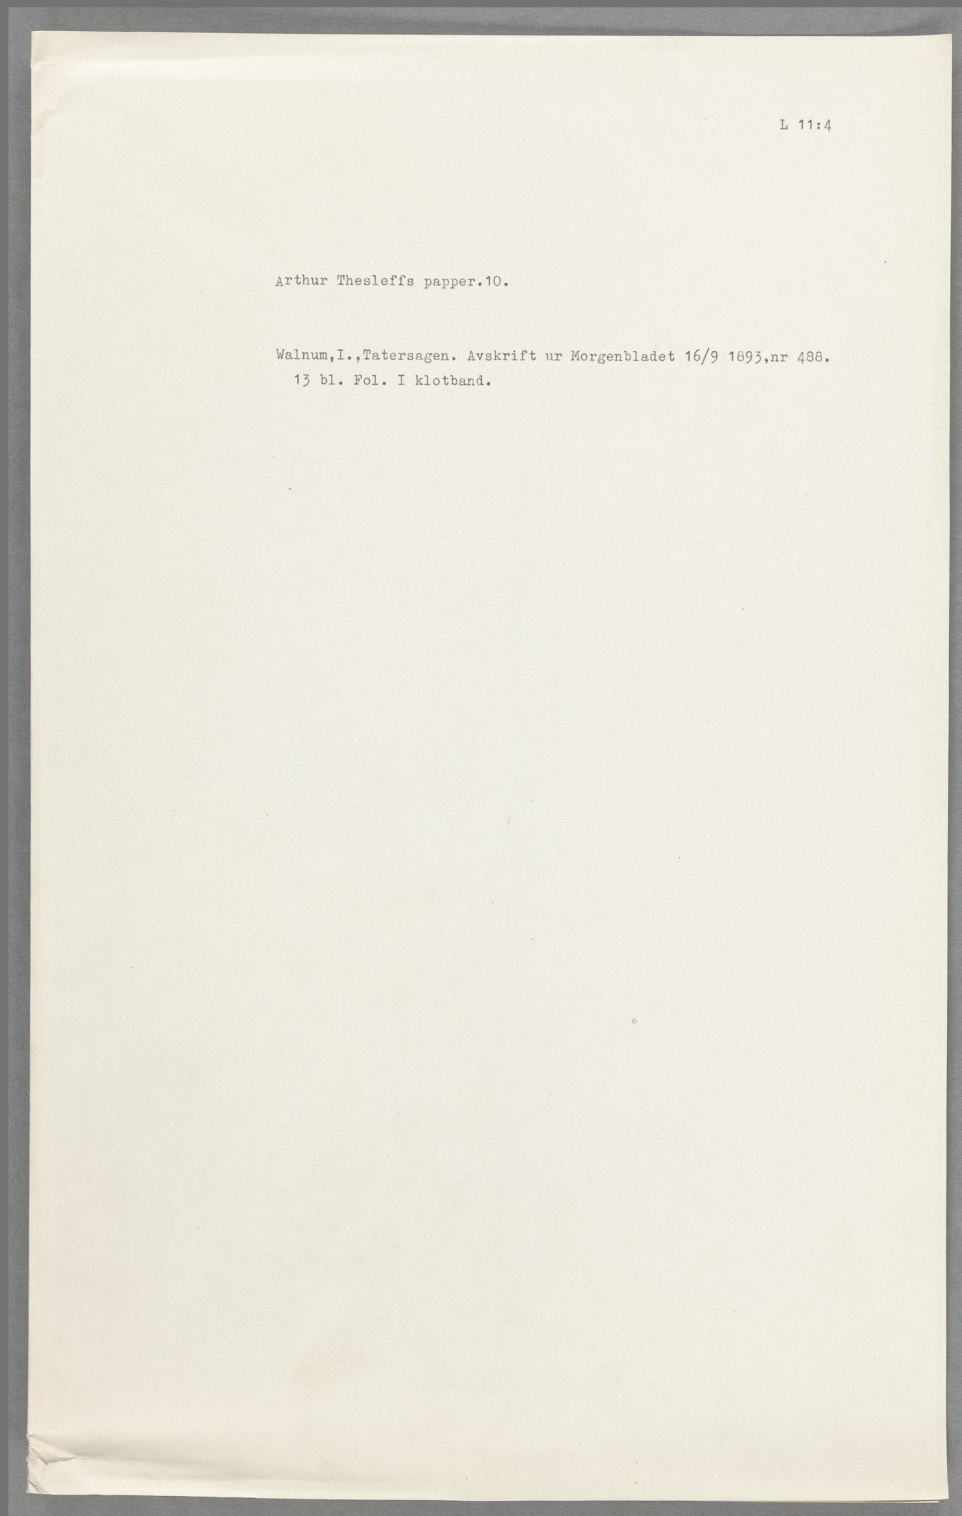 L 11:4
Arthur Thesleffs papper.10.
Walnum,I.,Tatersagen. Avskrift ur Morgenbladet 16/9 1893,nr 488.
13 bl. Fol. I klotband.